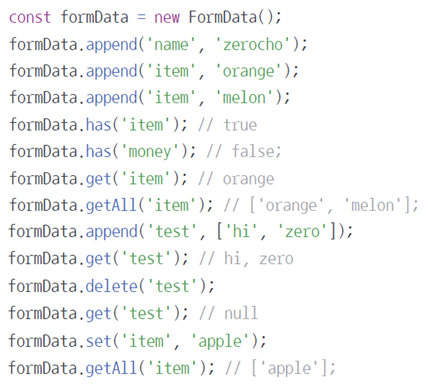 const formData = new FormData();
formData.append('name', 'zerocho');
formData.append('item', 'orange');
formData.append('item', 'melon');
formData.has('item'); // true
formData.has('money'); // false;
formData.get('item'); // orange
formData.getAll('item'); // ['orange', 'melon'];
formData.append('test', ['hi', 'zero']);
formData.get('test'); // hi, zero
formData.delete('test');
formData.get('test'); // null
formData.set('item', 'apple');
formData.getAll('item'); // ['apple'];